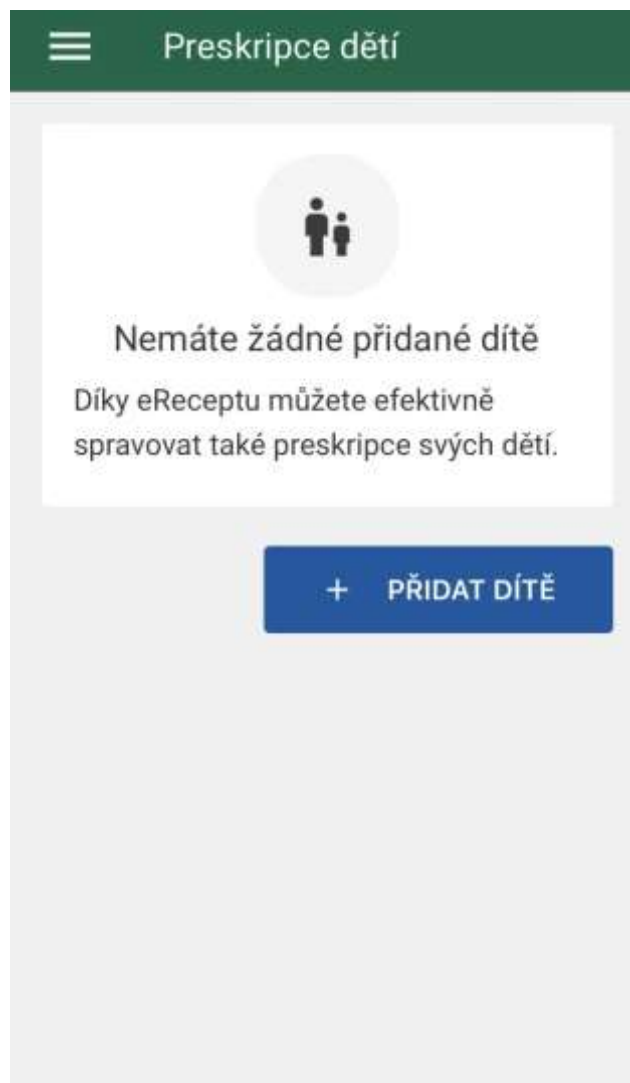 Preskripce dětí
Nemáte žádné přidané dítě
Díky eReceptu můžete efektivně
spravovat také preskripce svých dětí.
+ PŘIDAT DÍTĚ